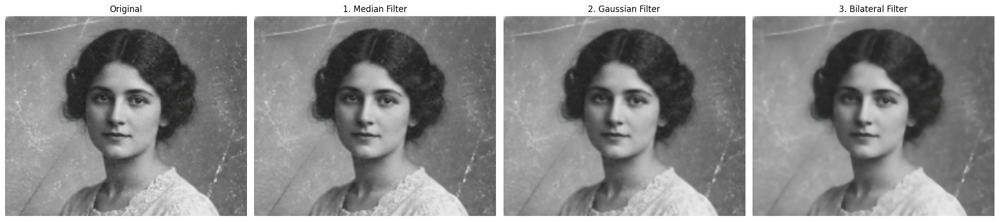 Original
1. Median Filter
2. Gaussian Filter
3. Bilateral Filter